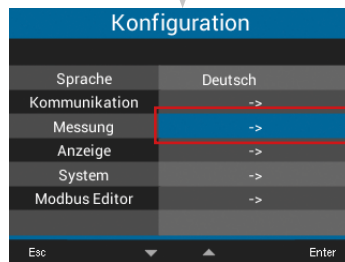 Konfiguration
Sprache Deutsch
Kommunikation ->
Messung ->
Anzeige ->
System ->
Modbus Editor ->
Esc Enter